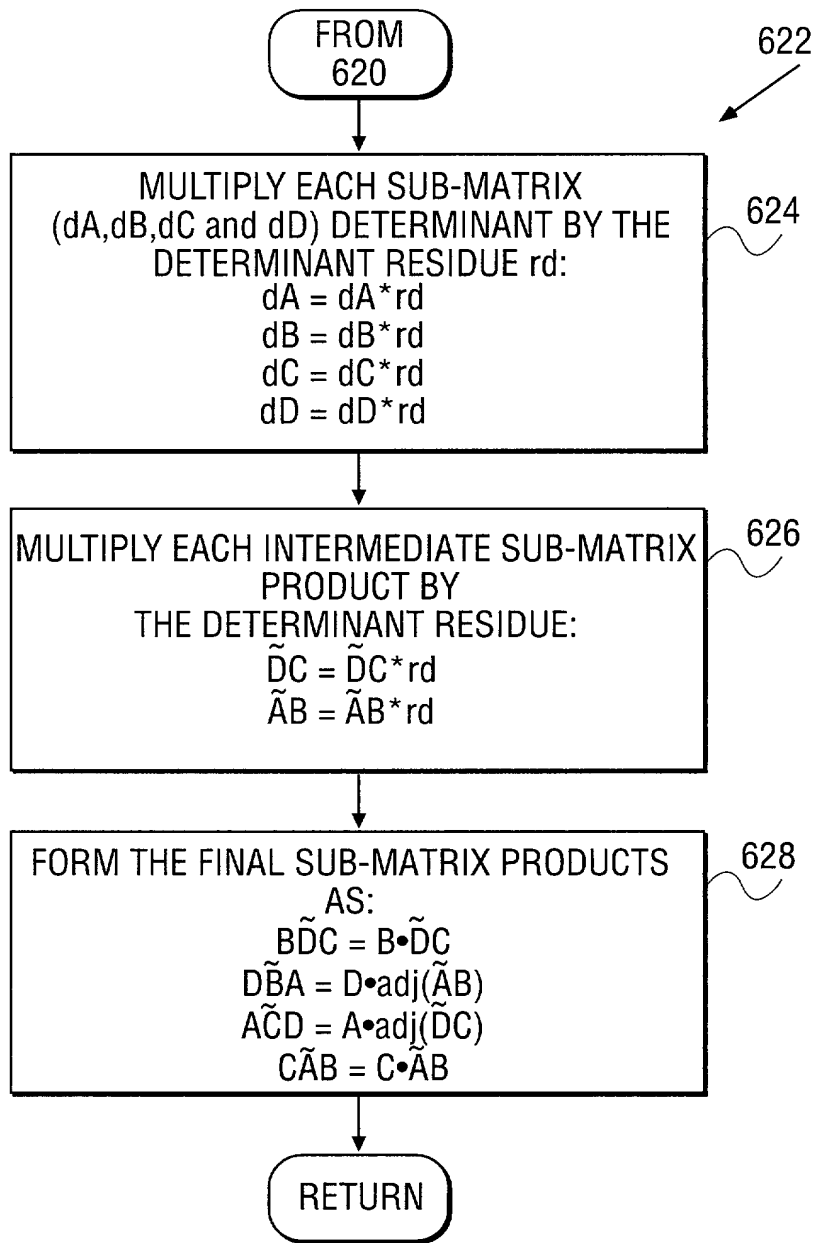 FROM
620
622
MULTIPLY EACH SUB-MATRIX
(dA,dB,dC and dD) DETERMINANT BY THE
DETERMINANT RESIDUE rd:
dA = dA*rd
dB = dB*rd
dC = dC*rd
dD = dD*rd
624
MULTIPLY EACH INTERMEDIATE SUB-MATRIX
PRODUCT BY
THE DETERMINANT RESIDUE:
D̃C = D̃C*rd
ÃB = ÃB*rd
626
FORM THE FINAL SUB-MATRIX PRODUCTS
AS:
BD̃C = B•D̃C
DB̃A = D•adj(ÃB)
AC̃D = A•adj(D̃C)
CÃB = C•ÃB
628
RETURN